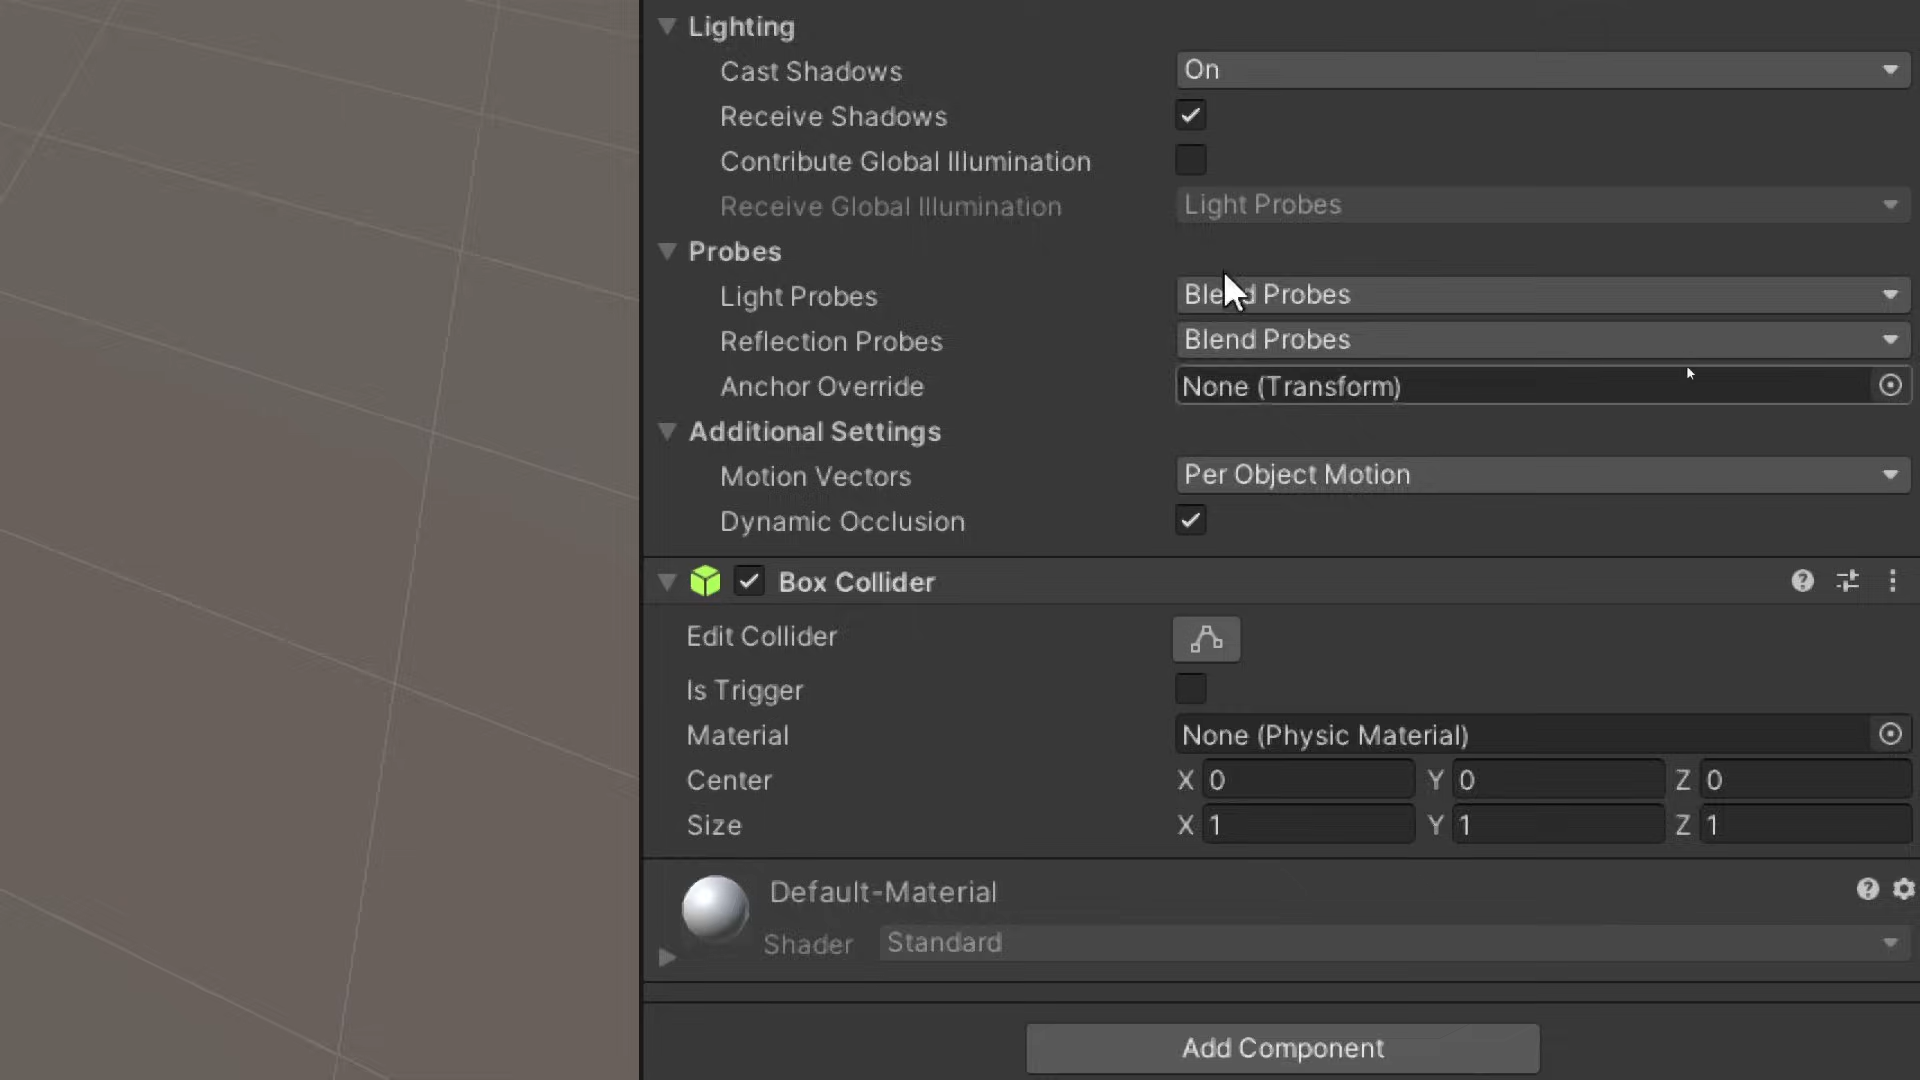 Lighting
Cast Shadows On
Receive Shadows
Contribute Global Illumination
Receive Global Illumination Light Probes
Probes
Light Probes Blend Probes
Reflection Probes Blend Probes
Anchor Override None (Transform)
Additional Settings
Motion Vectors Per Object Motion
Dynamic Occlusion
Box Collider
Edit Collider
Is Trigger
Material None (Physic Material)
Center X 0 Y 0 Z 0
Size X 1 Y 1 Z 1
Default-Material
Shader Standard
Add Component